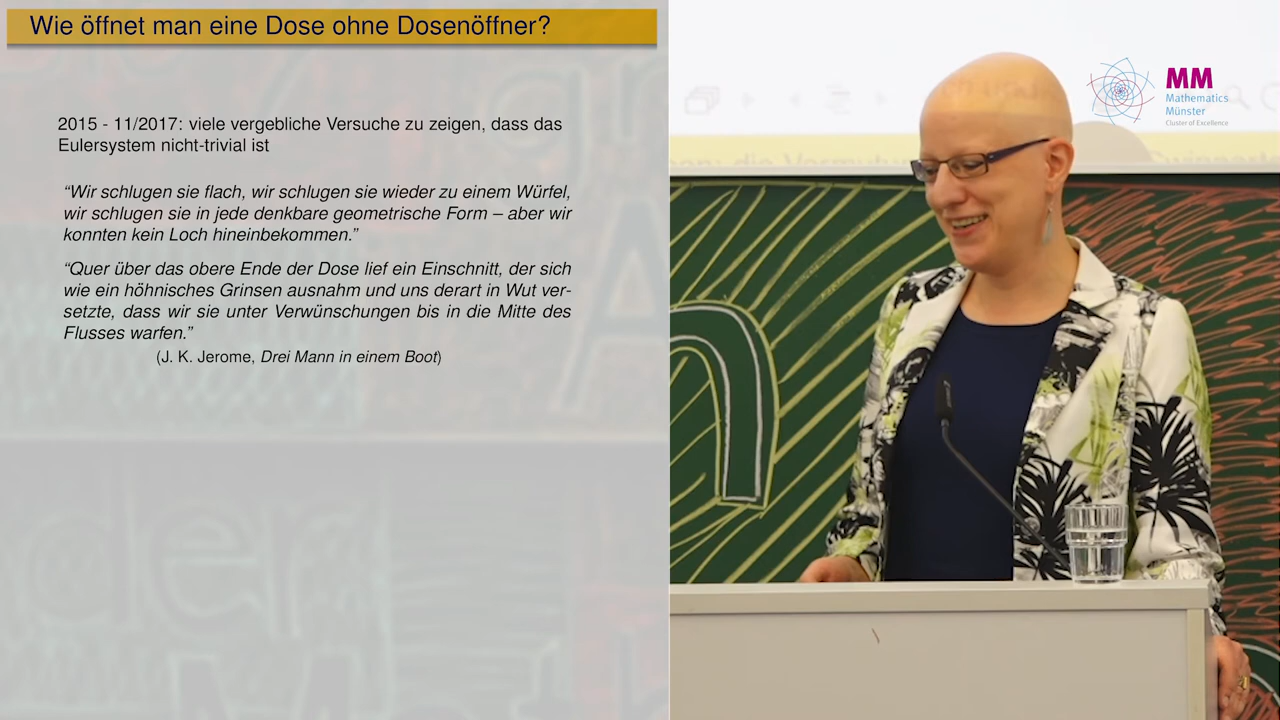 Wie öffnet man eine Dose ohne Dosenöffner?
2015 - 11/2017: viele vergebliche Versuche zu zeigen, dass das
Eulersystem nicht-trivial ist
“Wir schlugen sie flach, wir schlugen sie wieder zu einem Würfel,
wir schlugen sie in jede denkbare geometrische Form – aber wir
konnten kein Loch hineinbekommen.”
“Quer über das obere Ende der Dose lief ein Einschnitt, der sich
wie ein höhnisches Grinsen ausnahm und uns derart in Wut ver-
setzte, dass wir sie unter Verwünschungen bis in die Mitte des
Flusses warfen.”
(J. K. Jerome, Drei Mann in einem Boot)
MM
Mathematics
Münster
Cluster of Excellence